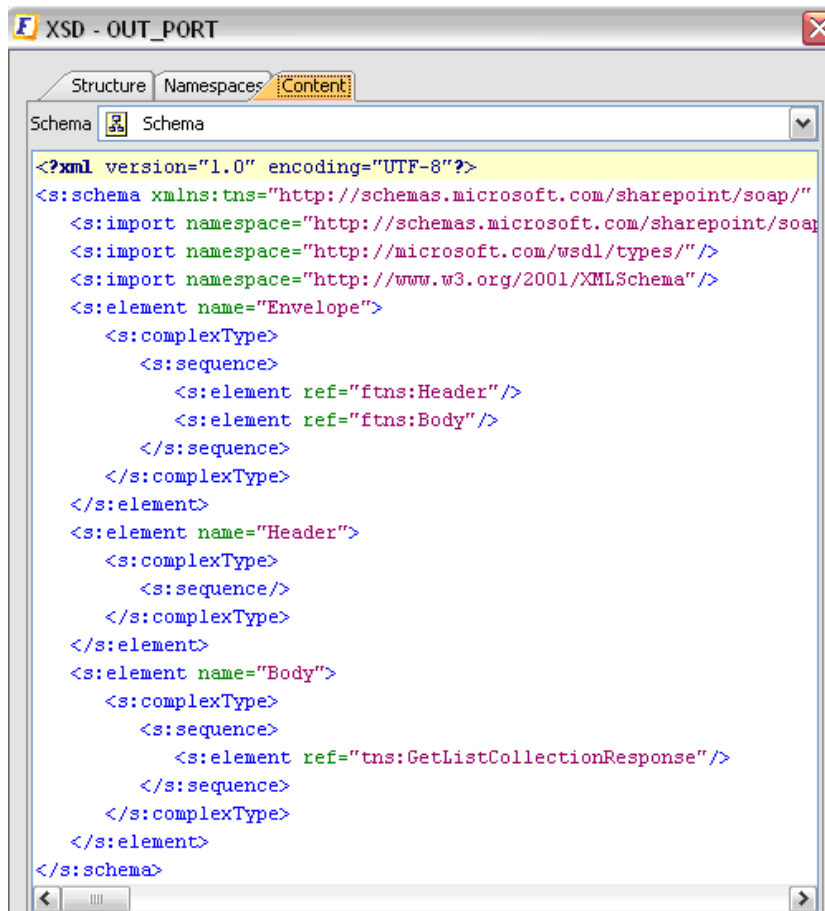 XSD - OUT_PORT
Structure Namespaces Content
Schema Schema
<?xml version="1.0" encoding="UTF-8"?>
<s:schema xmlns:tns="http://schemas.microsoft.com/sharepoint/soap/"
<s:import namespace="http://schemas.microsoft.com/sharepoint/soap
<s:import namespace="http://microsoft.com/wsdl/types/"/>
<s:import namespace="http://www.w3.org/2001/XMLSchema"/>
<s:element name="Envelope">
<s:complexType>
<s:sequence>
<s:element ref="ftns:Header"/>
<s:element ref="ftns:Body"/>
</s:sequence>
</s:complexType>
</s:element>
<s:element name="Header">
<s:complexType>
<s:sequence/>
</s:complexType>
</s:element>
<s:element name="Body">
<s:complexType>
<s:sequence>
<s:element ref="tns:GetListCollectionResponse"/>
</s:sequence>
</s:complexType>
</s:element>
</s:schema>